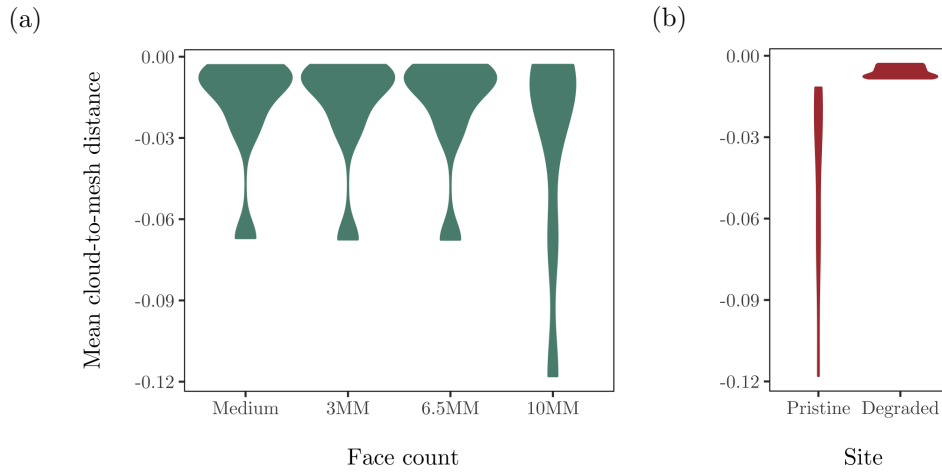 (a)
Mean cloud-to-mesh distance
0.00
-0.03
-0.06
-0.09
-0.12
Medium 3MM 6.5MM 10MM
Face count
(b)
0.00
-0.03
-0.06
-0.09
-0.12
Pristine Degraded
Site